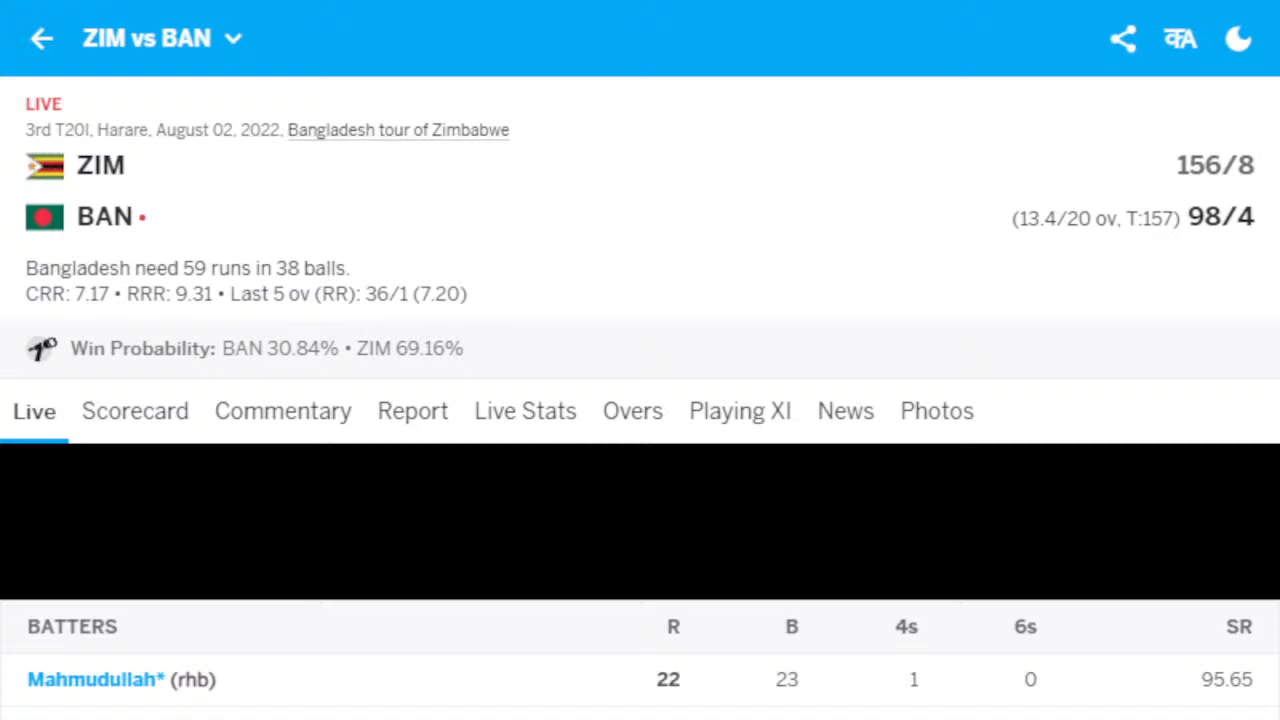 ZIM vs BAN
कA
LIVE
3rd T20I, Harare, August 02, 2022, Bangladesh tour of Zimbabwe
ZIM 156/8
BAN • (13.4/20 ov, T:157) 98/4
Bangladesh need 59 runs in 38 balls.
CRR: 7.17 • RRR: 9.31 • Last 5 ov (RR): 36/1 (7.20)
Win Probability: BAN 30.84% • ZIM 69.16%
Live Scorecard Commentary Report Live Stats Overs Playing XI News Photos
BATTERS R B 4s 6s SR
Mahmudullah* (rhb) 22 23 1 0 95.65